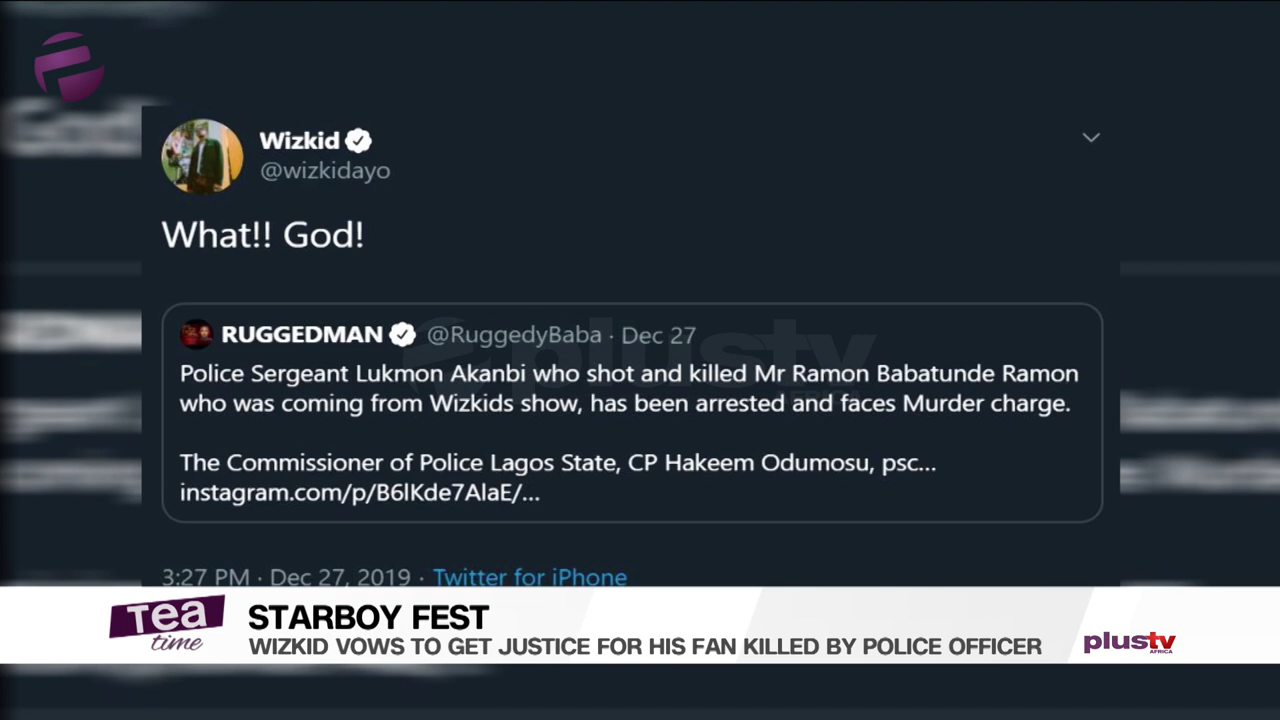 Wizkid
@wizkidayo
What!! God!
RUGGEDMAN @RuggedyBaba · Dec 27
Police Sergeant Lukmon Akanbi who shot and killed Mr Ramon Babatunde Ramon
who was coming from Wizkids show, has been arrested and faces Murder charge.
The Commissioner of Police Lagos State, CP Hakeem Odumosu, psc...
instagram.com/p/B6lKde7AlaE/...
3:27 PM · Dec 27, 2019 · Twitter for iPhone
Tea
time
STARBOY FEST
WIZKID VOWS TO GET JUSTICE FOR HIS FAN KILLED BY POLICE OFFICER
plustv
AFRICA
plustv
AFRICA